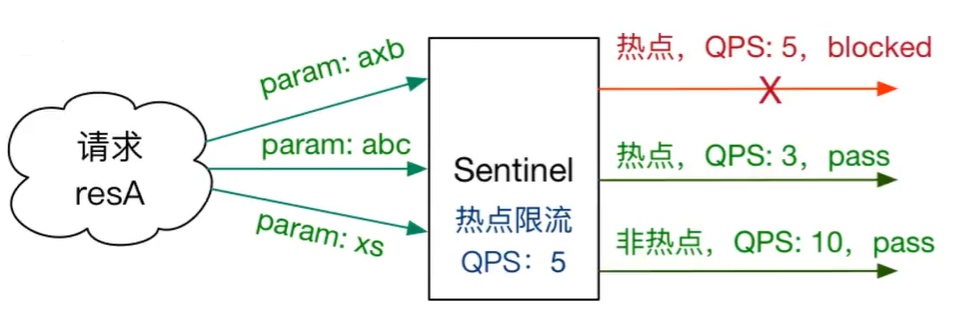 请求
resA
param: axb
param: abc
param: xs
Sentinel
热点限流
QPS：5
热点，QPS: 5，blocked
X
热点，QPS: 3，pass
非热点，QPS: 10，pass